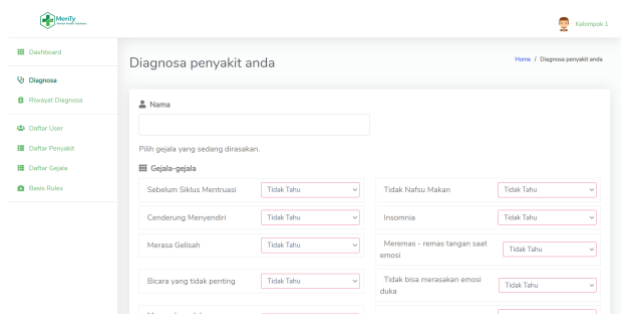 MenTy
Kelompok 1
Dashboard
Diagnosa
Riwayat Diagnosa
Daftar User
Daftar Penyakit
Daftar Gejala
Basis Rules
Diagnosa penyakit anda
Home / Diagnosa penyakit anda
Nama
Pilih gejala yang sedang dirasakan.
Gejala-gejala
Sebelum Siklus Mentruasi Tidak Tahu
Tidak Nafsu Makan Tidak Tahu
Cenderung Menyendiri Tidak Tahu
Insomnia Tidak Tahu
Merasa Gelisah Tidak Tahu
Meremas - remas tangan saat
emosi Tidak Tahu
Bicara yang tidak penting Tidak Tahu
Tidak bisa merasakan emosi
duka Tidak Tahu